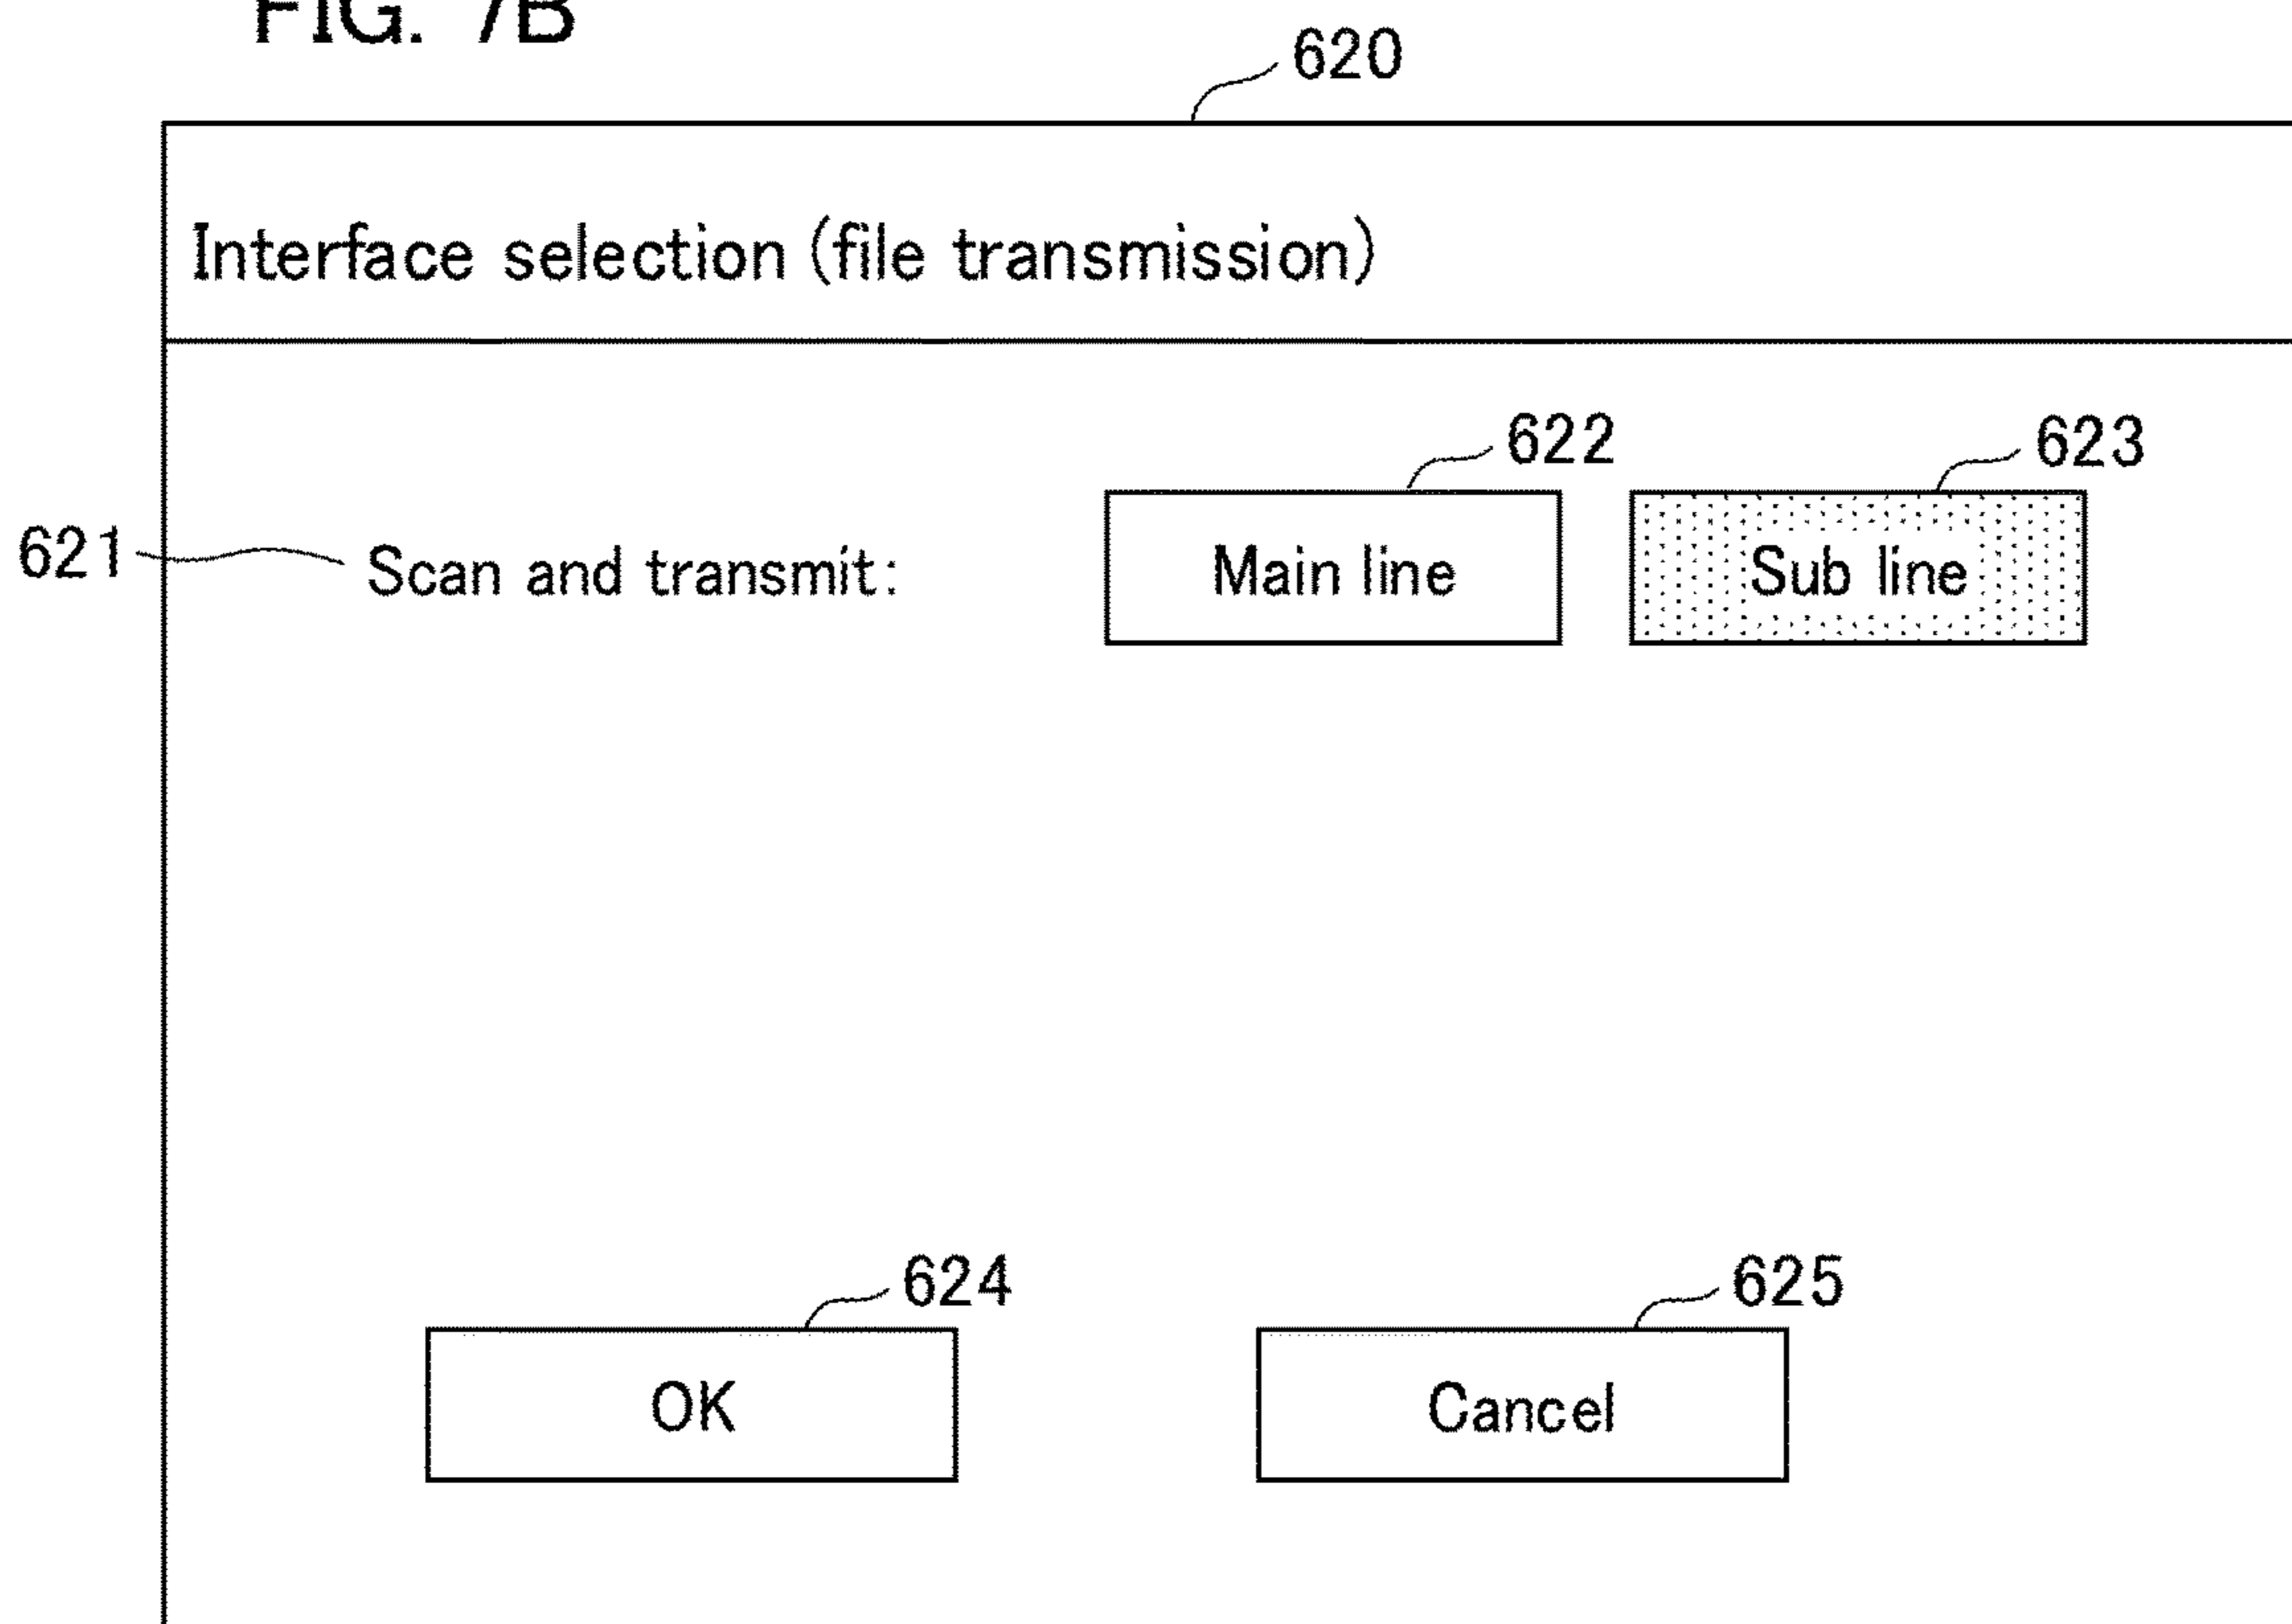 FIG. 7B
620
Interface selection (file transmission)
622
623
621
Scan and transmit:
Main line
Sub line
624
625
OK
Cancel